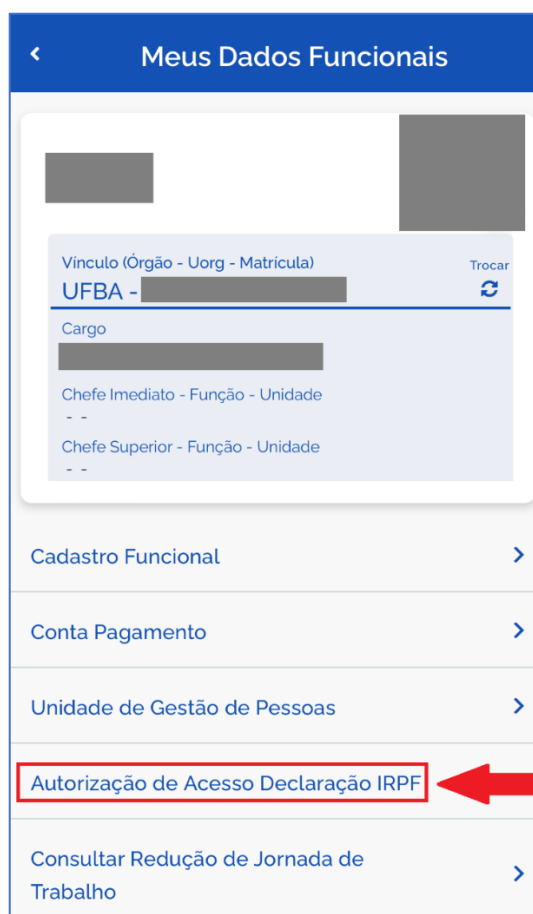 Meus Dados Funcionais
Vínculo (Órgão - Uorg - Matrícula)
Trocar
UFBA -
Cargo
Chefe Imediato - Função - Unidade
- -
Chefe Superior - Função - Unidade
- -
Cadastro Funcional
Conta Pagamento
Unidade de Gestão de Pessoas
Autorização de Acesso Declaração IRPF
Consultar Redução de Jornada de
Trabalho